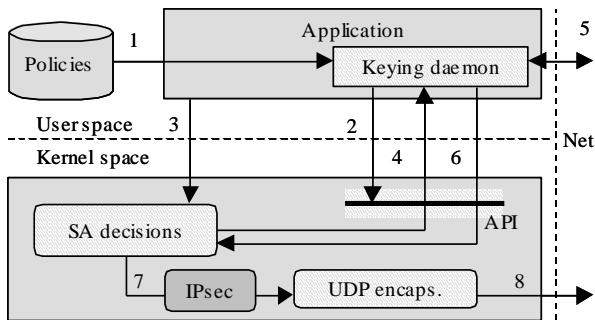 Application
1
5
Policies
Keying daemon
User space
3
2
Net
Kernel space
4
6
API
SA decisions
7
IPsec
UDP encaps.
8